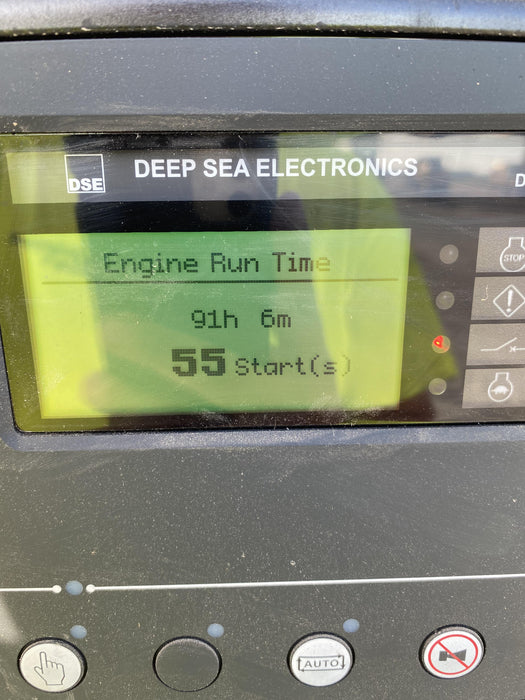 DSE
DEEP SEA ELECTRONICS
D
STOP
Engine Run Time
91h 6m
55 Start(s)
AUTO